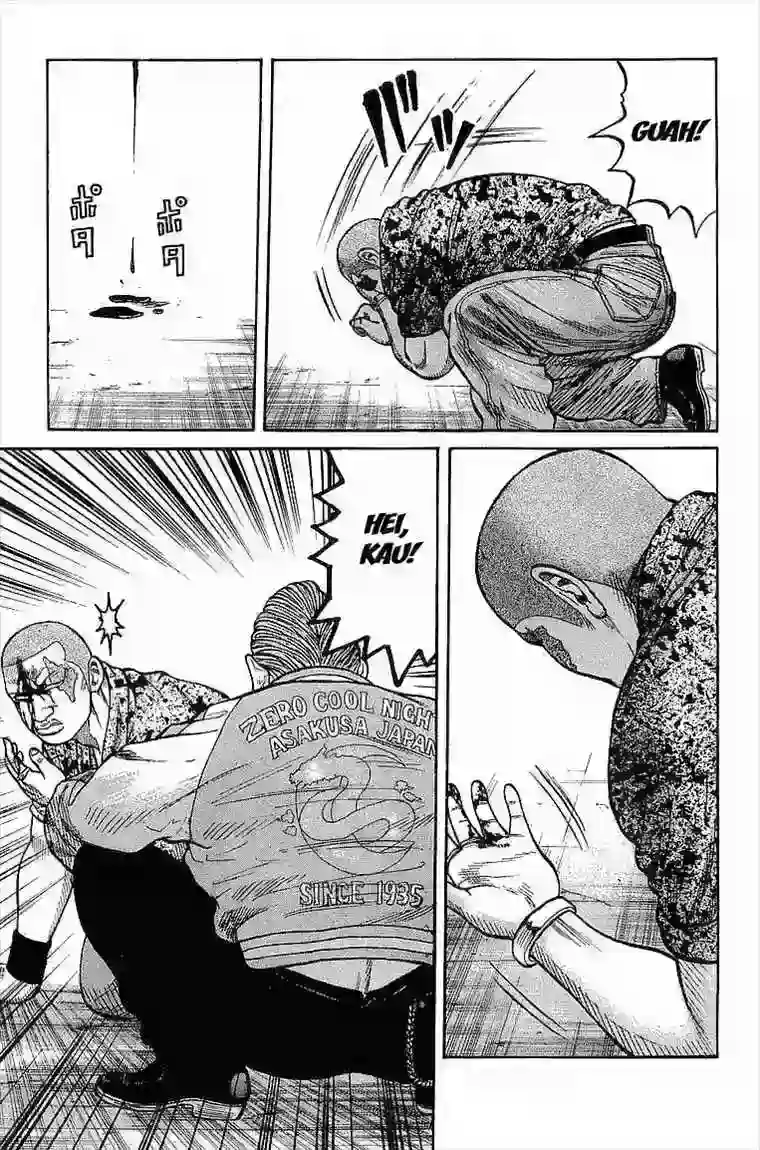 GUAH!
ポタ
ポタ
HEI,
KAU!
ZERO COOL NIGHT
ASAKUSA JAPAN
SINCE 1935